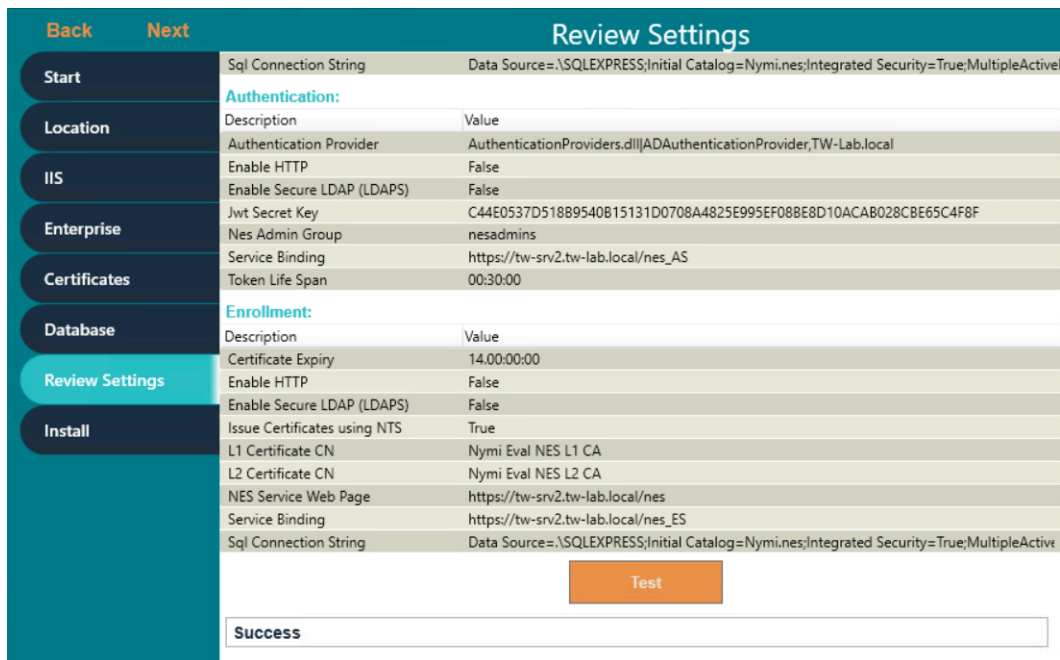 Back Next
Review Settings
Start
Location
IIS
Enterprise
Certificates
Database
Review Settings
Install
Sql Connection String Data Source=.\SQLEXPRESS;Initial Catalog=Nymi.nes;Integrated Security=True;MultipleActive
Authentication:
Description Value
Authentication Provider AuthenticationProviders.dll|ADAuthenticationProvider,TW-Lab.local
Enable HTTP False
Enable Secure LDAP (LDAPS) False
Jwt Secret Key C44E0537D518B9540B15131D0708A4825E995EF08BE8D10ACAB028CBE65C4F8F
Nes Admin Group nesadmins
Service Binding https://tw-srv2.tw-lab.local/nes_AS
Token Life Span 00:30:00
Enrollment:
Description Value
Certificate Expiry 14.00:00:00
Enable HTTP False
Enable Secure LDAP (LDAPS) False
Issue Certificates using NTS True
L1 Certificate CN Nymi Eval NES L1 CA
L2 Certificate CN Nymi Eval NES L2 CA
NES Service Web Page https://tw-srv2.tw-lab.local/nes
Service Binding https://tw-srv2.tw-lab.local/nes_ES
Sql Connection String Data Source=.\SQLEXPRESS;Initial Catalog=Nymi.nes;Integrated Security=True;MultipleActive
Test
Success